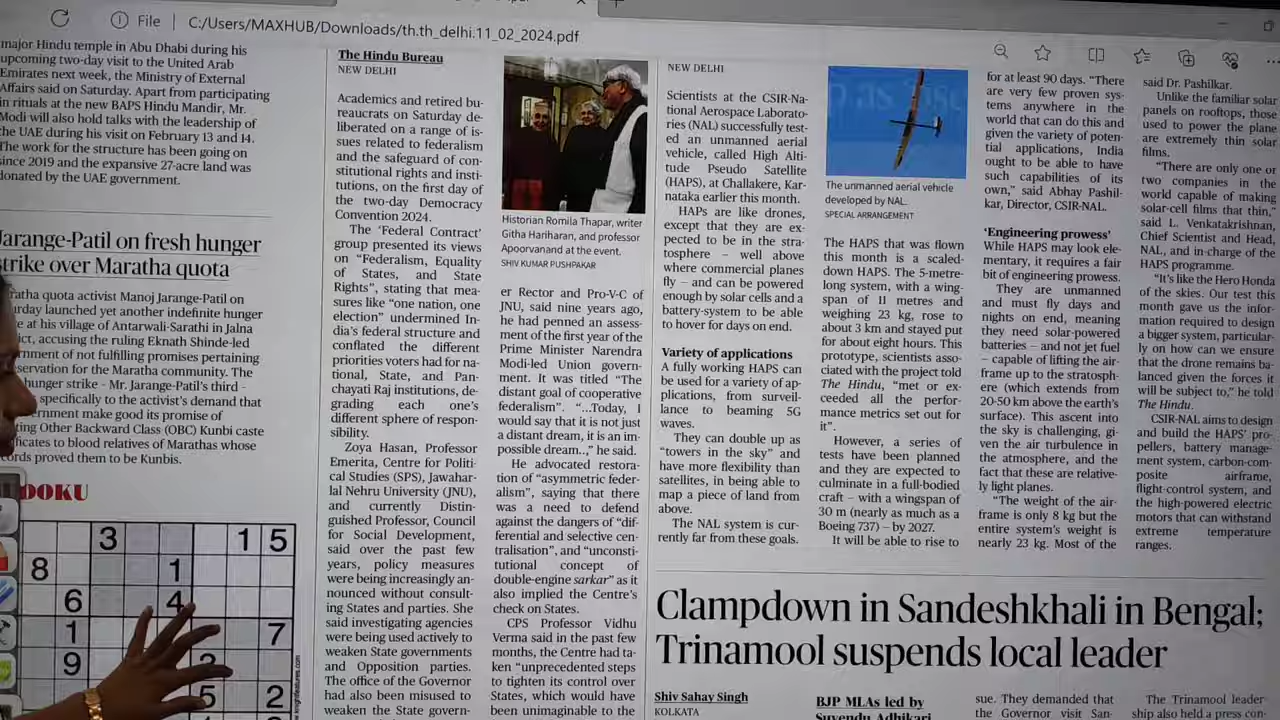 File
C:/Users/MAXHUB/Downloads/th.th_delhi.11_02_2024.pdf
major Hindu temple in Abu Dhabi during his
upcoming two-day visit to the United Arab
Emirates next week, the Ministry of External
Affairs said on Saturday. Apart from participating
in rituals at the new BAPS Hindu Mandir, Mr.
Modi will also hold talks with the leadership of
the UAE during his visit on February 13 and 14.
The work for the structure has been going on
since 2019 and the expansive 27-acre land was
donated by the UAE government.
Jarange-Patil on fresh hunger
strike over Maratha quota
quota activist Manoj Jarange-Patil on
launched yet another indefinite hunger
at his village of Antarwali-Sarathi in Jalna
accusing the ruling Eknath Shinde-led
of not fulfilling promises pertaining
for the Maratha community. The
hunger strike - Mr. Jarange-Patil's third -
specifically to the activist's demand that
make good its promise of
Other Backward Class (OBC) Kunbi caste
to blood relatives of Marathas whose
proved them to be Kunbis.
3 1 5
8 1
6 4
1 7
9
5 2
The Hindu Bureau
NEW DELHI
Academics and retired bu-
reaucrats on Saturday de-
liberated on a range of is-
sues related to federalism
and the safeguard of con-
stitutional rights and insti-
tutions, on the first day of
the two-day Democracy
Convention 2024.
The ‘Federal Contract’
group presented its views
on “Federalism, Equality
of States, and State
Rights”, stating that mea-
sures like “one nation, one
election” undermined In-
dia's federal structure and
conflated the different
priorities voters had for na-
tional, State, and Pan-
chayati Raj institutions, de-
grading each one's
different sphere of respon-
sibility.
Zoya Hasan, Professor
Emerita, Centre for Politi-
cal Studies (SPS), Jawahar-
lal Nehru University (JNU),
and currently Distin-
guished Professor, Council
for Social Development,
said over the past few
years, policy measures
were being increasingly an-
nounced without consult-
ing States and parties. She
said investigating agencies
were being used actively to
weaken State governments
and Opposition parties.
The office of the Governor
had also been misused to
weaken the State govern-
Historian Romila Thapar, writer
Githa Hariharan, and professor
Apoorvanand at the event.
SHIV KUMAR PUSHPAKAR
er Rector and Pro-V-C of
JNU, said nine years ago,
he had penned an assess-
ment of the first year of the
Prime Minister Narendra
Modi-led Union govern-
ment. It was titled “The
distant goal of cooperative
federalism”. “...Today, I
would say that it is not just
a distant dream, it is an im-
possible dream..,” he said.
He advocated restora-
tion of “asymmetric feder-
alism”, saying that there
was a need to defend
against the dangers of “dif-
ferential and selective cen-
tralisation”, and “unconsti-
tutional concept of
double-engine sarkar” as it
also implied the Centre's
check on States.
CPS Professor Vidhu
Verma said in the past few
months, the Centre had ta-
ken “unprecedented steps
to tighten its control over
States, which would have
been unimaginable to the
NEW DELHI
Scientists at the CSIR-Na-
tional Aerospace Laborato-
ries (NAL) successfully test-
ed an unmanned aerial
vehicle, called High Alti-
tude Pseudo Satellite
(HAPS), at Challakere, Kar-
nataka earlier this month.
HAPs are like drones,
except that they are ex-
pected to be in the stra-
tosphere – well above
where commercial planes
fly – and can be powered
enough by solar cells and a
battery-system to be able
to hover for days on end.
Variety of applications
A fully working HAPS can
be used for a variety of ap-
plications, from surveil-
lance to beaming 5G
waves.
They can double up as
“towers in the sky” and
have more flexibility than
satellites, in being able to
map a piece of land from
above.
The NAL system is cur-
rently far from these goals.
The unmanned aerial vehicle
developed by NAL.
SPECIAL ARRANGEMENT
The HAPS that was flown
this month is a scaled-
down HAPS. The 5-metre-
long system, with a wing-
span of 11 metres and
weighing 23 kg, rose to
about 3 km and stayed put
for about eight hours. This
prototype, scientists asso-
ciated with the project told
The Hindu, “met or ex-
ceeded all the perfor-
mance metrics set out for
it”.
However, a series of
tests have been planned
and they are expected to
culminate in a full-bodied
craft – with a wingspan of
30 m (nearly as much as a
Boeing 737) – by 2027.
It will be able to rise to
for at least 90 days. “There
are very few proven sys-
tems anywhere in the
world that can do this and
given the variety of poten-
tial applications, India
ought to be able to have
such capabilities of its
own,” said Abhay Pashil-
kar, Director, CSIR-NAL.
‘Engineering prowess’
While HAPS may look ele-
mentary, it requires a fair
bit of engineering prowess.
They are unmanned
and must fly days and
nights on end, meaning
they need solar-powered
batteries – and not jet fuel
– capable of lifting the air-
frame up to the stratosph-
ere (which extends from
20-50 km above the earth's
surface). This ascent into
the sky is challenging, gi-
ven the air turbulence in
the atmosphere, and the
fact that these are relative-
ly light planes.
“The weight of the air-
frame is only 8 kg but the
entire system's weight is
nearly 23 kg. Most of the
said Dr. Pashilkar.
Unlike the familiar solar
panels on rooftops, those
used to power the plane
are extremely thin solar
films.
“There are only one or
two companies in the
world capable of making
solar-cell films that thin,”
said L. Venkatakrishnan,
Chief Scientist and Head,
NAL, and in-charge of the
HAPS programme.
“It's like the Hero Honda
of the skies. Our test this
month gave us the infor-
mation required to design
a bigger system, particular-
ly on how can we ensure
that the drone remains ba-
lanced given the forces it
will be subject to,” he told
The Hindu.
CSIR-NAL aims to design
and build the HAPS' pro-
pellers, battery manage-
ment system, carbon-com-
posite airframe,
flight-control system, and
the high-powered electric
motors that can withstand
extreme temperature
ranges.
Clampdown in Sandeshkhali in Bengal;
Trinamool suspends local leader
Shiv Sahay Singh
KOLKATA
BJP MLAs led by
Suvendu Adhikari
sue. They demanded that
the Governor visit San-
The Trinamool leader-
ship also held a press con-